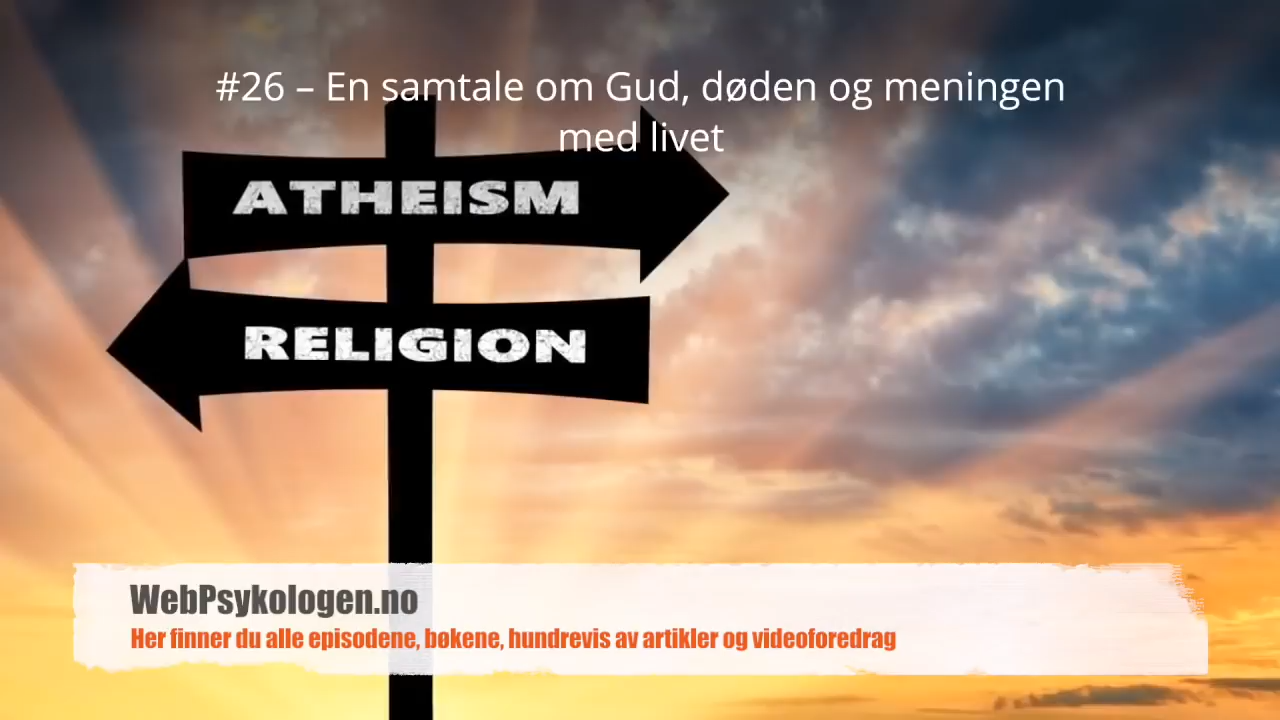 #26 – En samtale om Gud, døden og meningen
med livet
ATHEISM
RELIGION
WebPsykologen.no
Her finner du alle episodene, bøkene, hundrevis av artikler og videoforedrag